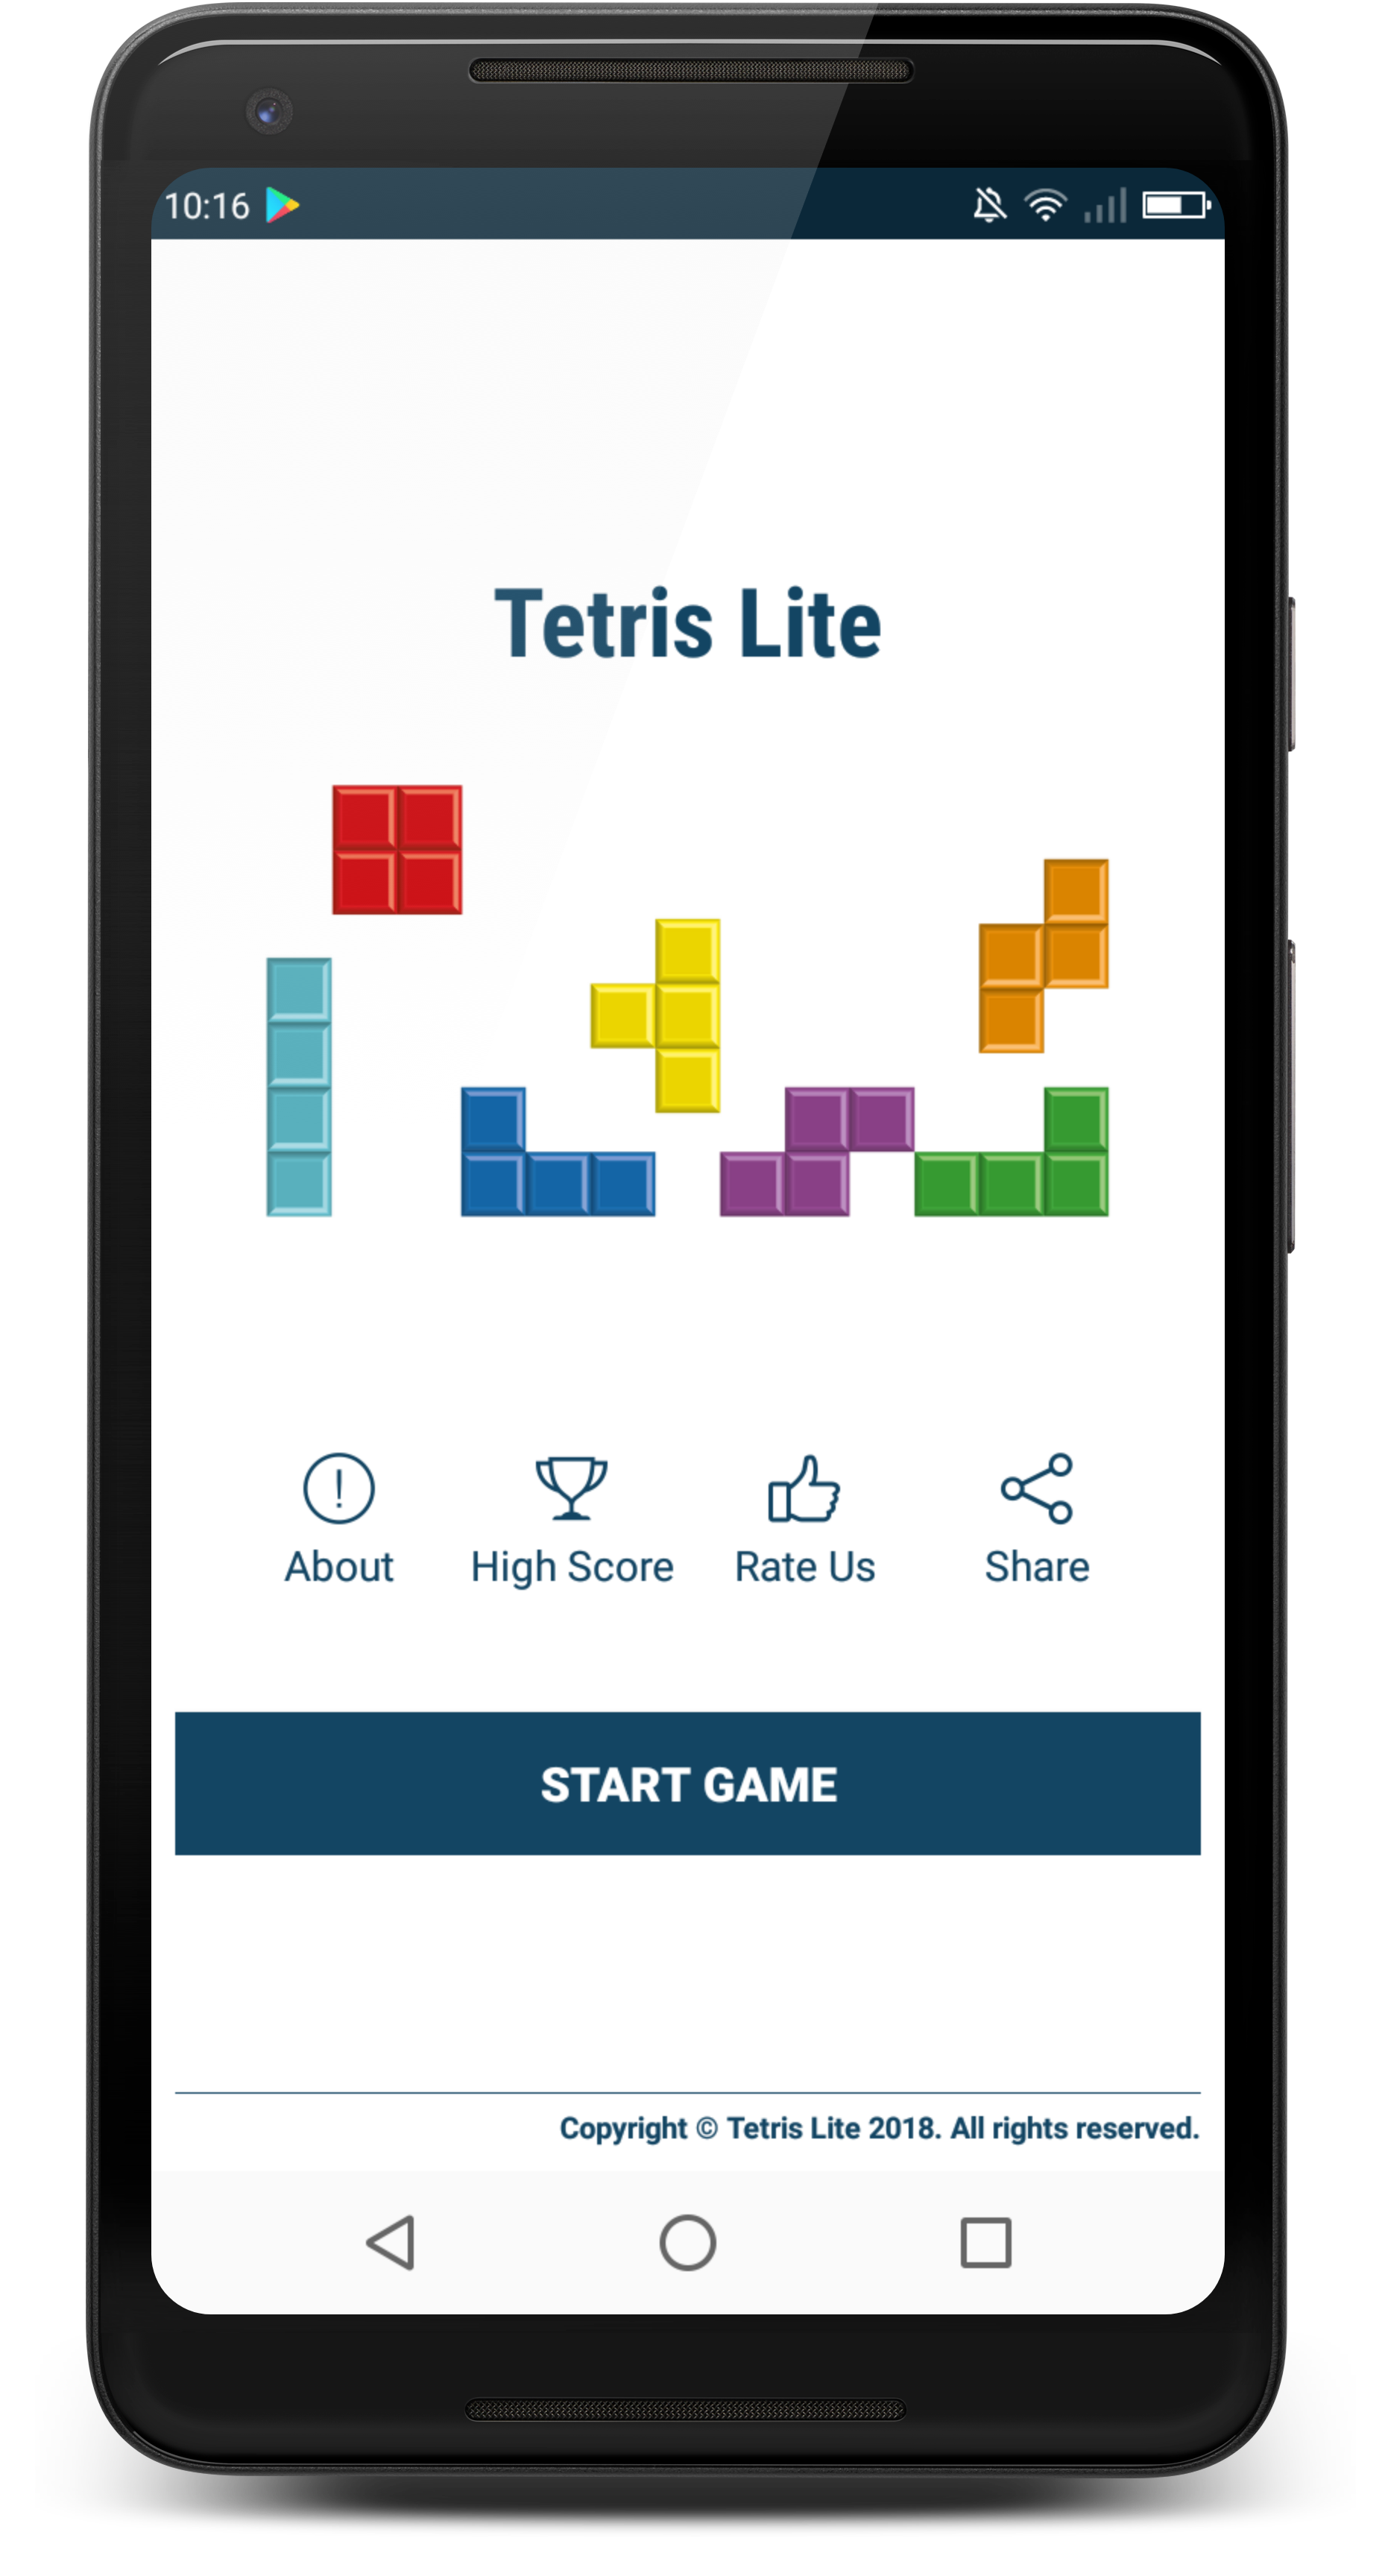 10:16
Tetris Lite
About
High Score
Rate Us
Share
START GAME
Copyright © Tetris Lite 2018. All rights reserved.